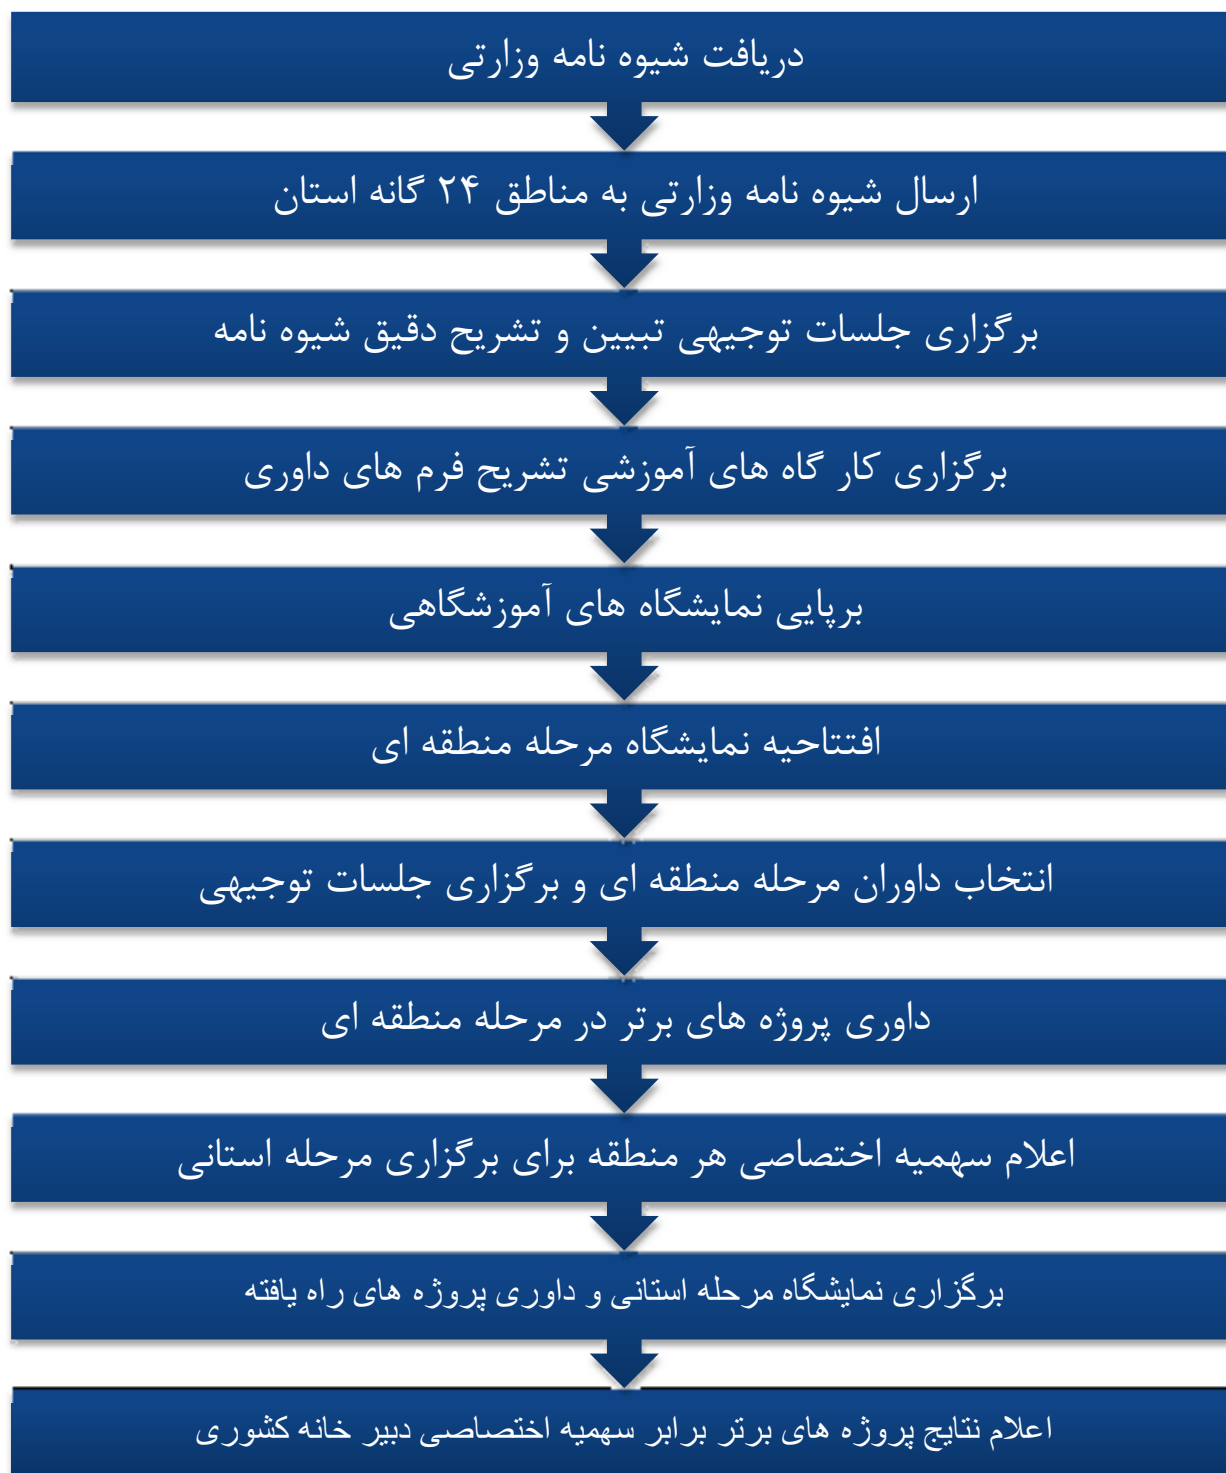 دریافت شیوه نامه وزارتی
ارسال شیوه نامه وزارتی به مناطق ۲۴ گانه استان
برگزاری جلسات توجیهی تبیین و تشریح دقیق شیوه نامه
برگزاری کار گاه های آموزشی تشریح فرم های داوری
برپایی نمایشگاه های آموزشگاهی
افتتاحیه نمایشگاه مرحله منطقه ای
انتخاب داوران مرحله منطقه ای و برگزاری جلسات توجیهی
داوری پروژه های برتر در مرحله منطقه ای
اعلام سهمیه اختصاصی هر منطقه برای برگزاری مرحله استانی
برگزاری نمایشگاه مرحله استانی و داوری پروژه های راه یافته
اعلام نتایج پروژه های برتر برابر سهمیه اختصاصی دبیر خانه کشوری